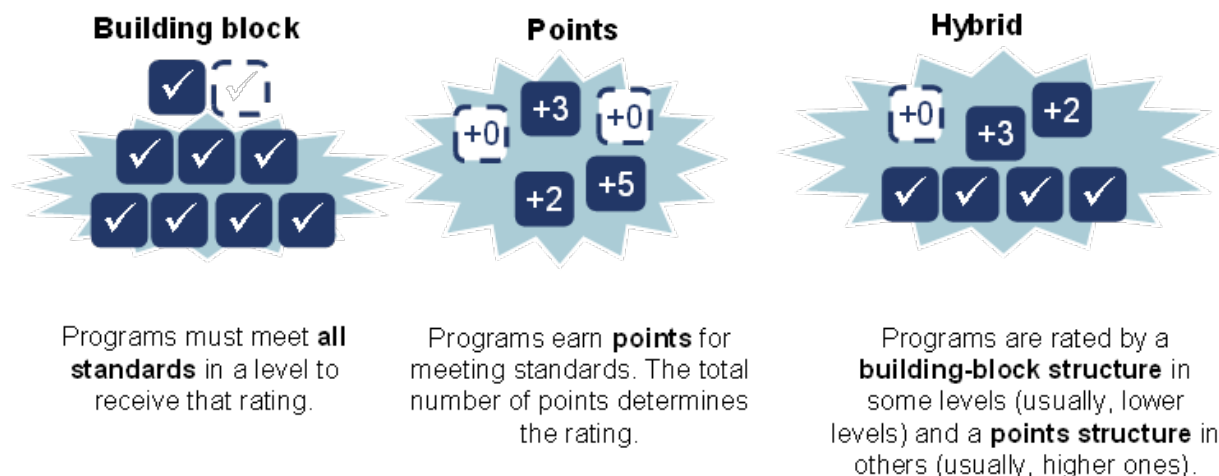 Building block
Points
Hybrid
+0
+3
+0
+2
+5
+0
+3
+2
Programs must meet all
standards in a level to
receive that rating.
Programs earn points for
meeting standards. The total
number of points determines
the rating.
Programs are rated by a
building-block structure in
some levels (usually, lower
levels) and a points structure in
others (usually, higher ones).